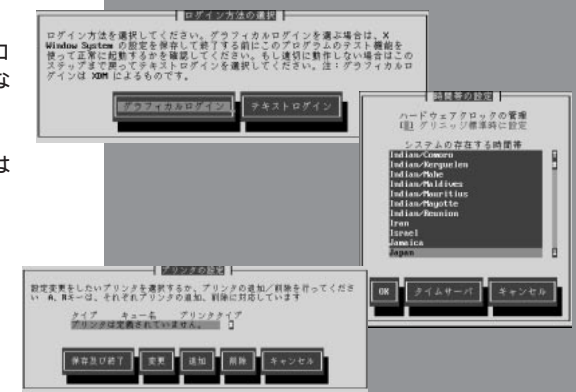 ログイン方法の選択
ログイン方法を選択してください。グラフィカルログインを選ぶ場合は、X
Window System の設定を保存して終了する前にこのプログラムのテスト機能を
使って正常に起動するかを確認してください。もし適切に動作しない場合はこの
ステップまで戻ってテキストログインを選択してください。注：グラフィカルロ
グインは XDM によるものです。
グラフィカルログイン
テキストログイン
ロ
な
は
時間帯の設定
ハードウェアクロックの管理
グリニッジ標準時に設定
システムの存在する時間帯
Indian/Comoro
Indian/Kerguelen
Indian/Mahe
Indian/Maldives
Indian/Mauritius
Indian/Mayotte
Indian/Reunion
Iran
Israel
Jamaica
Japan
OK
タイムサーバ
キャンセル
プリンタの設定
設定変更をしたいプリンタを選択するか、プリンタの追加/削除を行ってくださ
い A、Rキーは、それぞれプリンタの追加、削除に対応しています
タイプ キュー名 プリンタタイプ
プリンタは定義されていません。
保存及び終了
変更
追加
削除
キャンセル